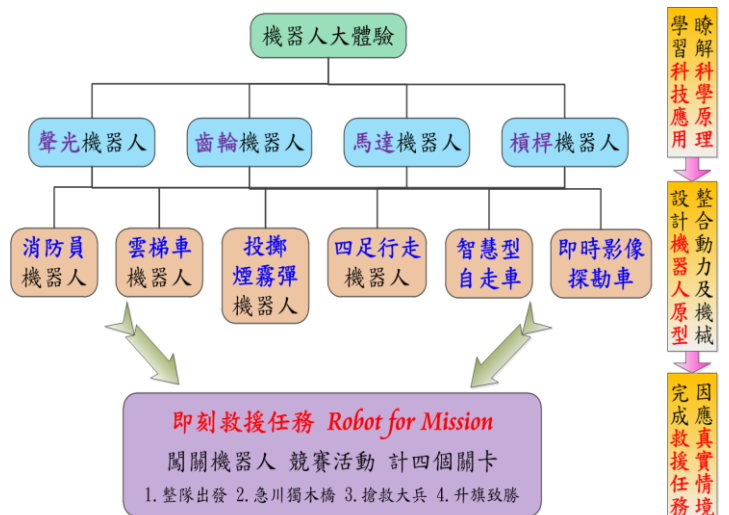 機器人大體驗
聲光機器人
齒輪機器人
馬達機器人
槓桿機器人
消防員
機器人
雲梯車
機器人
投擲
煙霧彈
機器人
四足行走
機器人
智慧型
自走車
即時影像
探勘車
即刻救援任務 Robot for Mission
闖關機器人 競賽活動 計四個關卡
1.整隊出發 2.急川獨木橋 3.搶救大兵 4.升旗致勝
瞭解科學原理
學習科技應用
整合動力及機械
設計機器人原型
因應真實情境
完成救援任務